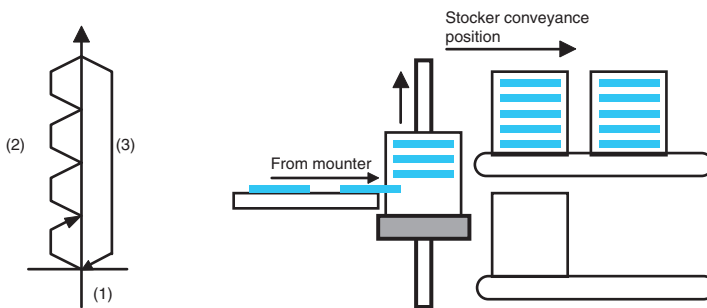 Stocker conveyance
position
(2)
(3)
From mounter
(1)